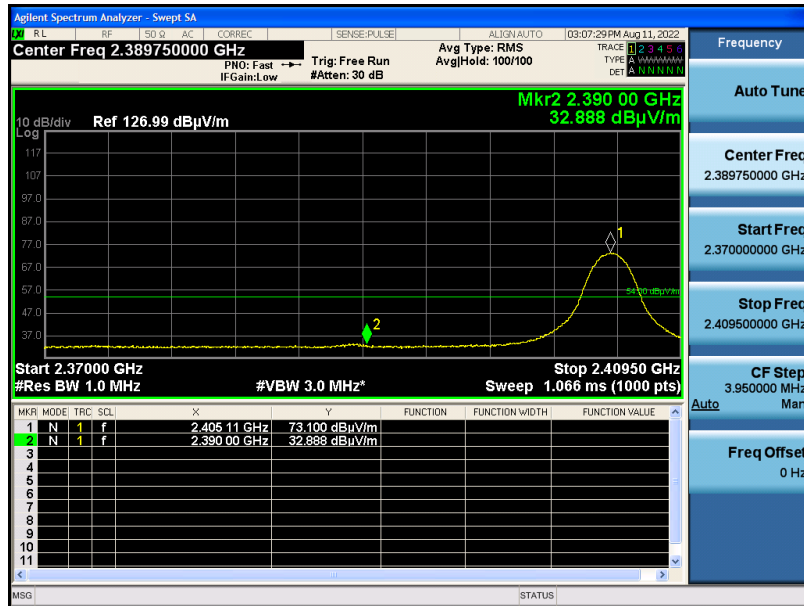 Agilent Spectrum Analyzer - Swept SA
LXI RL RF 50 Ω AC CORREC SENSE:PULSE ALIGN AUTO 03:07:29 PM Aug 11, 2022
Center Freq 2.389750000 GHz
PNO: Fast
IFGain:Low
Trig: Free Run
#Atten: 30 dB
Avg Type: RMS
Avg|Hold: 100/100
TRACE 1 2 3 4 5 6
TYPE A WWWWW
DET A N N N N N
Mkr2 2.390 00 GHz
32.888 dBµV/m
10 dB/div Ref 126.99 dBµV/m
Log
117
107
97.0
87.0
77.0
67.0
57.0
47.0
37.0
1
54.00 dBµV/m
2
Start 2.37000 GHz Stop 2.40950 GHz
#Res BW 1.0 MHz #VBW 3.0 MHz* Sweep 1.066 ms (1000 pts)
MKR MODE TRC SCL X Y FUNCTION FUNCTION WIDTH FUNCTION VALUE
1 N 1 f 2.405 11 GHz 73.100 dBµV/m
2 N 1 f 2.390 00 GHz 32.888 dBµV/m
3
4
5
6
7
8
9
10
11
MSG STATUS
Frequency
Auto Tune
Center Freq
2.389750000 GHz
Start Freq
2.370000000 GHz
Stop Freq
2.409500000 GHz
CF Step
3.950000 MHz
Auto Man
Freq Offset
0 Hz